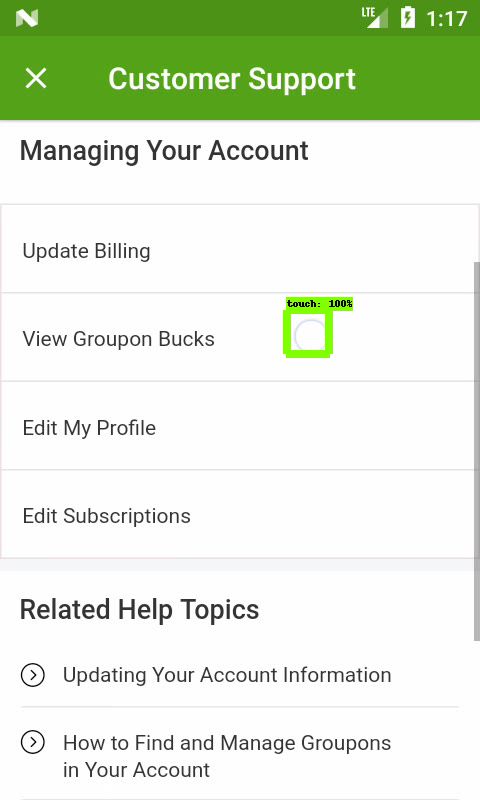 LTE 1:17
Customer Support
Managing Your Account
Update Billing
touch: 100%
View Groupon Bucks
Edit My Profile
Edit Subscriptions
Related Help Topics
Updating Your Account Information
How to Find and Manage Groupons
in Your Account